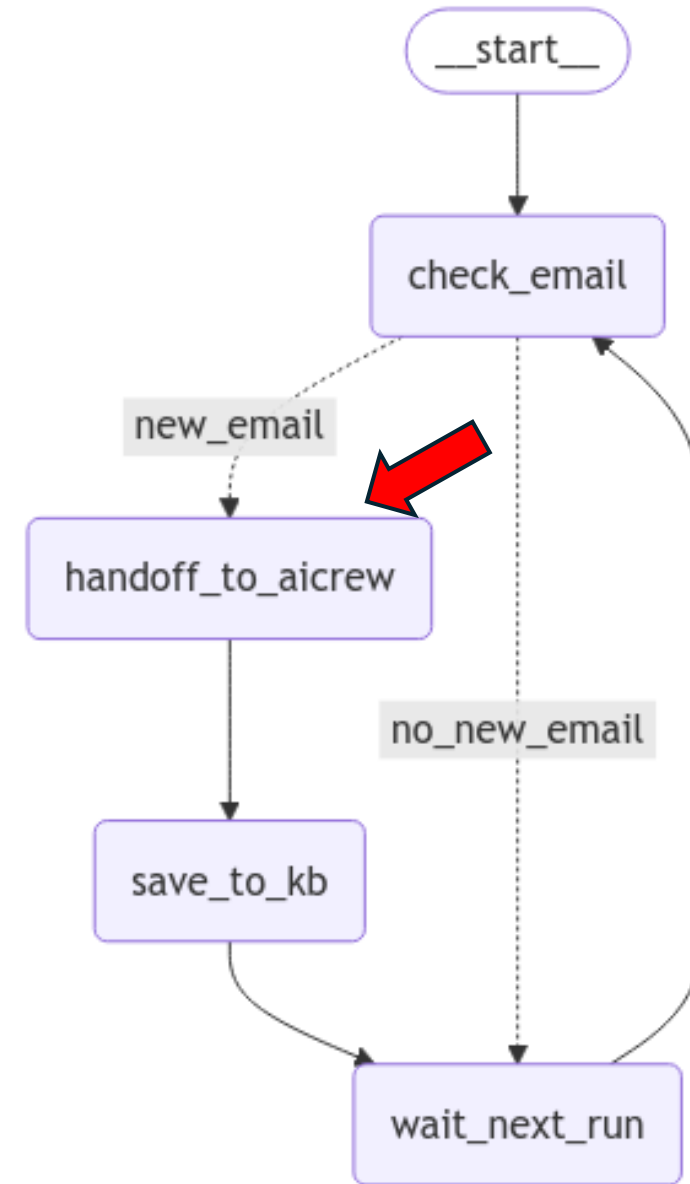 __start__
check_email
new_email
handoff_to_aicrew
no_new_email
save_to_kb
wait_next_run